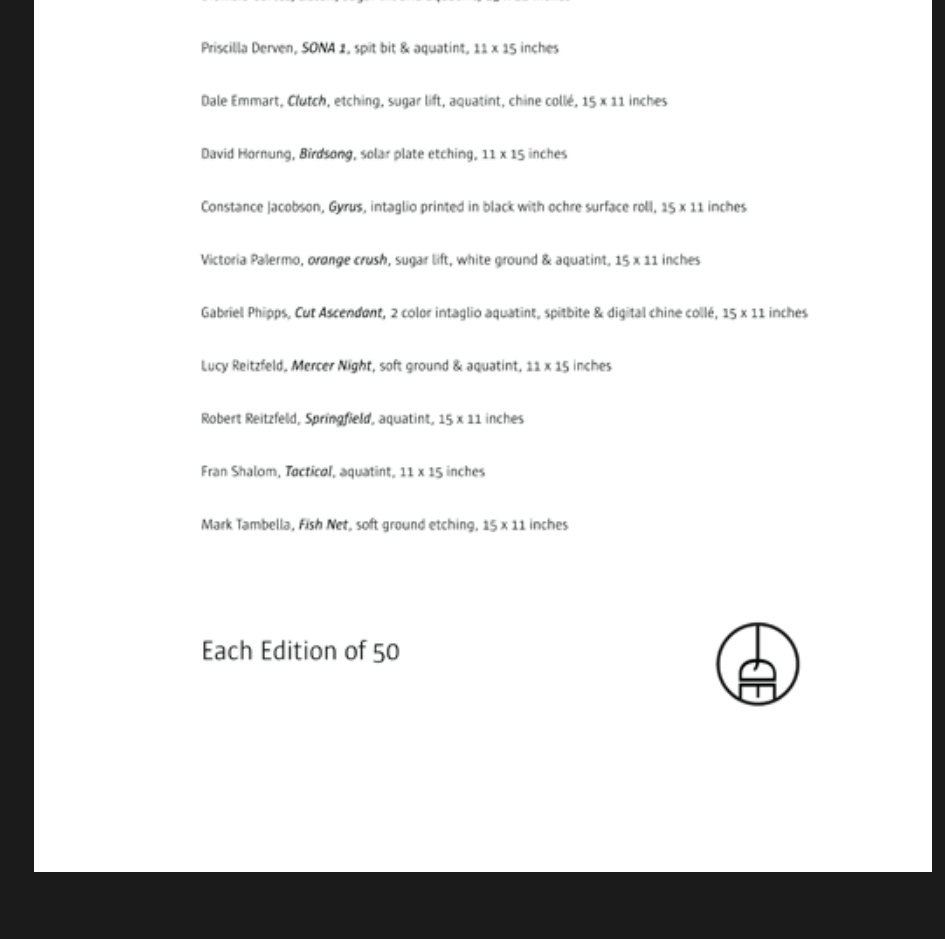 Priscilla Derven, SONA 1, spit bit & aquatint, 11 x 15 inches
Dale Emmart, Clutch, etching, sugar lift, aquatint, chine collé, 15 x 11 inches
David Hornung, Birdsong, solar plate etching, 11 x 15 inches
Constance Jacobson, Gyrus, intaglio printed in black with ochre surface roll, 15 x 11 inches
Victoria Palermo, orange crush, sugar lift, white ground & aquatint, 15 x 11 inches
Gabriel Phipps, Cut Ascendant, 2 color intaglio aquatint, spitbite & digital chine collé, 15 x 11 inches
Lucy Reitzfeld, Mercer Night, soft ground & aquatint, 11 x 15 inches
Robert Reitzfeld, Springfield, aquatint, 15 x 11 inches
Fran Shalom, Tactical, aquatint, 11 x 15 inches
Mark Tambella, Fish Net, soft ground etching, 15 x 11 inches
Each Edition of 50